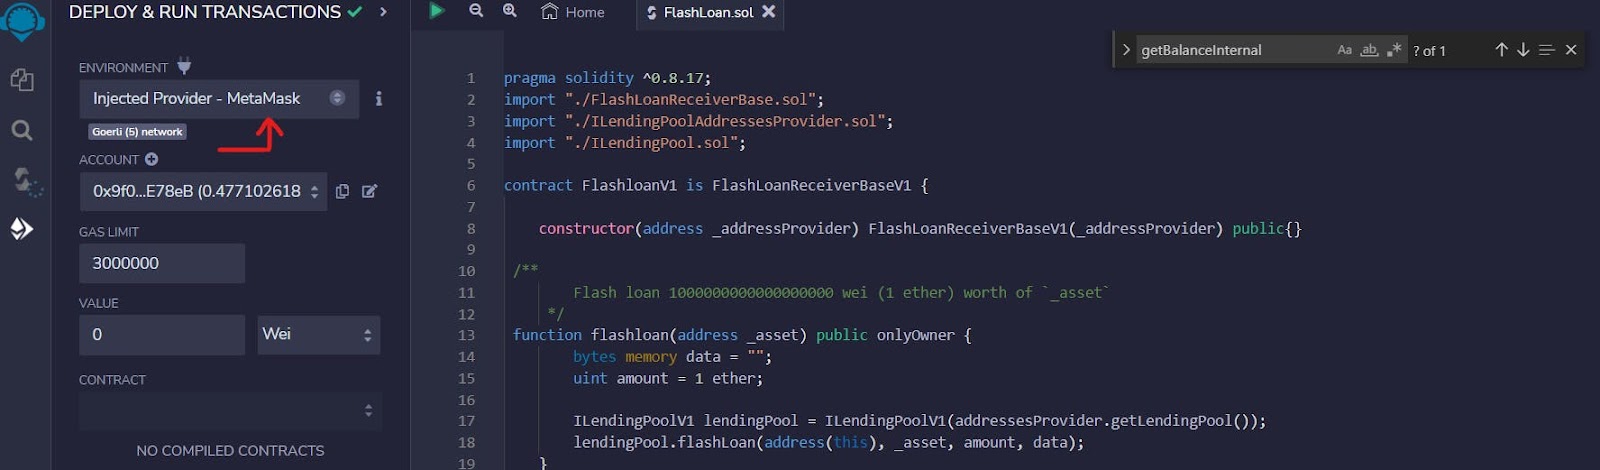 DEPLOY & RUN TRANSACTIONS
ENVIRONMENT
Injected Provider - MetaMask
Goerli (5) network
ACCOUNT
0x9f0...E78eB (0.477102618
GAS LIMIT
3000000
VALUE
0 Wei
CONTRACT
NO COMPILED CONTRACTS
Home FlashLoan.sol
getBalanceInternal Aa ab ? of 1
1 pragma solidity ^0.8.17;
2 import "./FlashLoanReceiverBase.sol";
3 import "./ILendingPoolAddressesProvider.sol";
4 import "./ILendingPool.sol";
5
6 contract FlashloanV1 is FlashLoanReceiverBaseV1 {
7
8 constructor(address _addressProvider) FlashLoanReceiverBaseV1(_addressProvider) public{}
9
10 /**
11 Flash loan 1000000000000000000 wei (1 ether) worth of `_asset`
12 */
13 function flashloan(address _asset) public onlyOwner {
14 bytes memory data = "";
15 uint amount = 1 ether;
16
17 ILendingPoolV1 lendingPool = ILendingPoolV1(addressesProvider.getLendingPool());
18 lendingPool.flashLoan(address(this), _asset, amount, data);
19 }